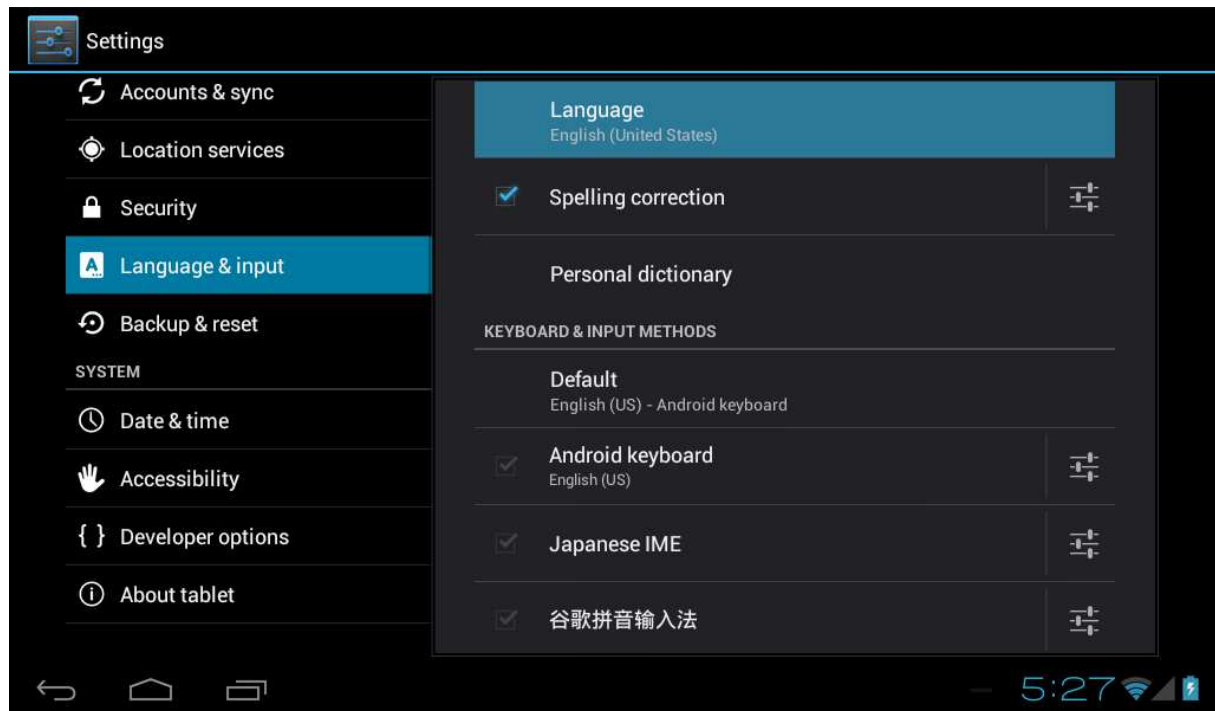 Settings
Accounts & sync
Location services
Security
Language & input
Backup & reset
SYSTEM
Date & time
Accessibility
{ } Developer options
About tablet
Language
English (United States)
Spelling correction
Personal dictionary
KEYBOARD & INPUT METHODS
Default
English (US) - Android keyboard
Android keyboard
English (US)
Japanese IME
谷歌拼音输入法
5:27